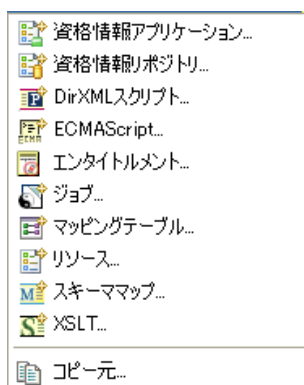 資格情報アプリケーション...
資格情報リポジトリ...
DirXMLスクリプト...
ECMAScript...
エンタイトルメント...
ジョブ...
マッピングテーブル...
リソース...
スキーママップ...
XSLT...
コピー元...